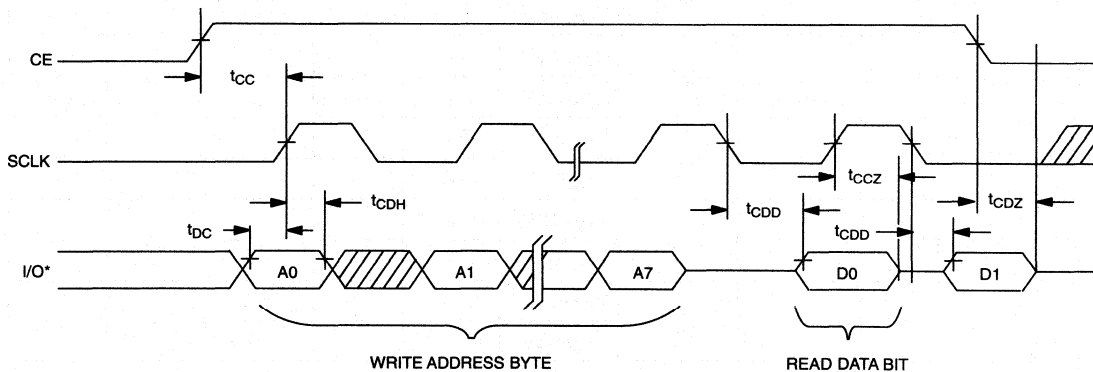 CE
tCC
SCLK
tCCZ
tCDH
tCDD
tCDZ
tDC
tCDD
I/O*
A0
A1
A7
D0
D1
WRITE ADDRESS BYTE
READ DATA BIT